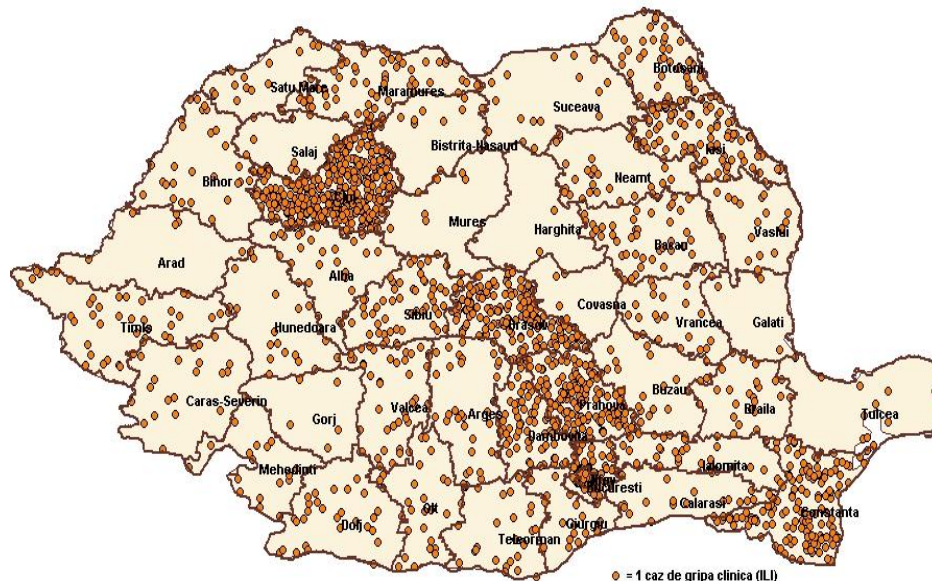 Botosani
Satu Mare
Maramures
Suceava
Iasi
Salaj
Bistrita-Nasaud
Bihor
Neamt
Cluj
Mures
Harghita
Bacau
Vaslui
Arad
Alba
Covasna
Sibiu
Brasov
Timis
Hunedoara
Vrancea
Galati
Caras-Severin
Valcea
Arges
Prahova
Buzau
Braila
Tulcea
Gorj
Dambovita
Mehedinti
Ialomita
Bucuresti
Calarasi
Constanta
Dolj
Olt
Teleorman
Giurgiu
= 1 caz de gripa clinica (ILI)